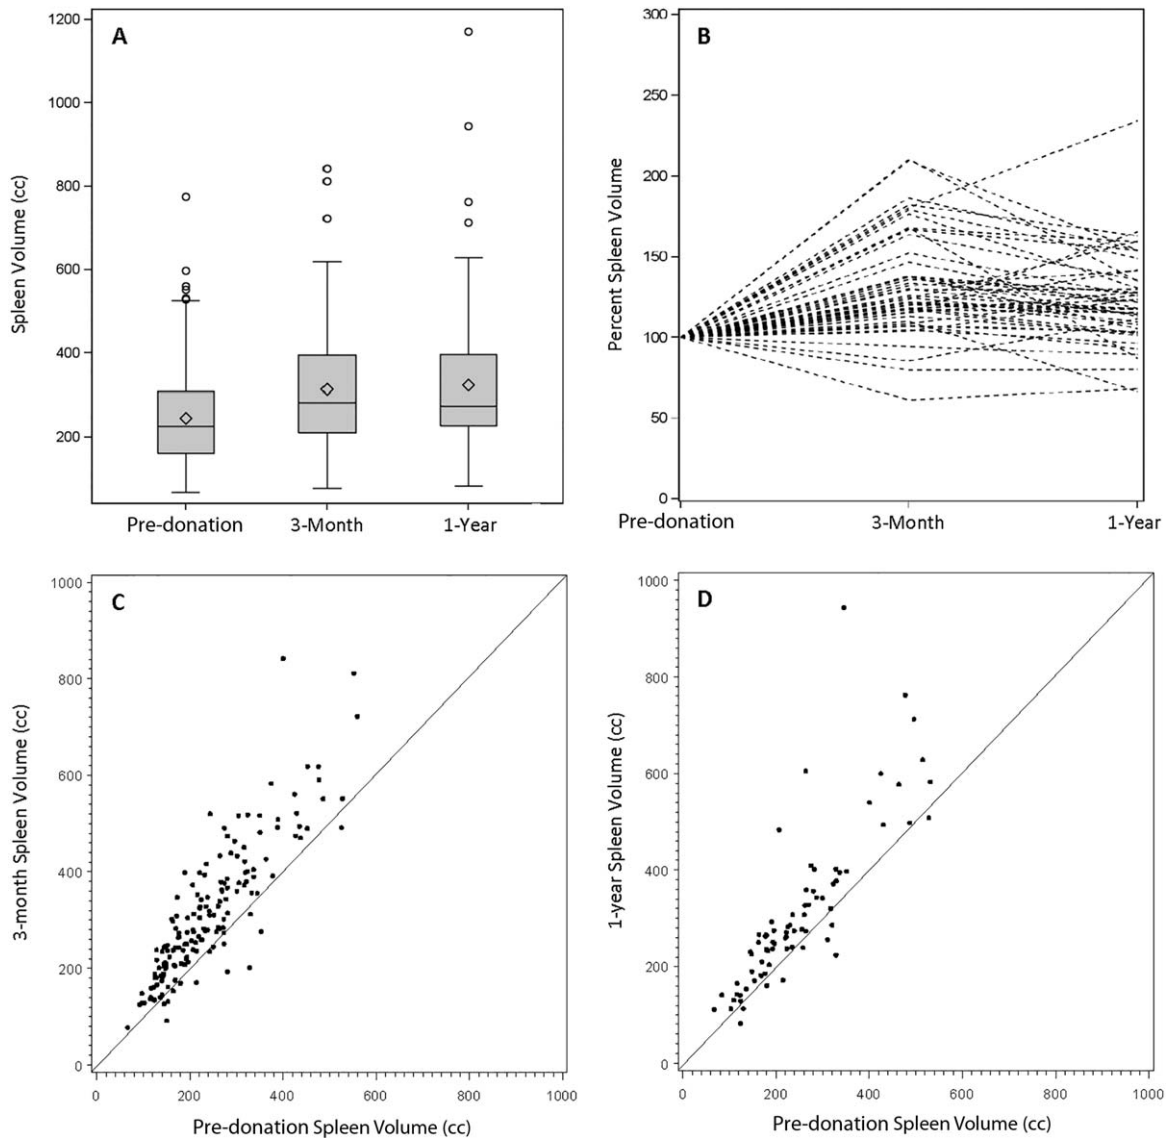 A
1200
1000
800
600
400
200
Spleen Volume (cc)
Pre-donation 3-Month 1-Year
B
300
250
200
150
100
50
0
Percent Spleen Volume
Pre-donation 3-Month 1-Year
C
1000
800
600
400
200
0
3-month Spleen Volume (cc)
0 200 400 600 800 1000
Pre-donation Spleen Volume (cc)
D
1000
800
600
400
200
0
1-year Spleen Volume (cc)
0 200 400 600 800 1000
Pre-donation Spleen Volume (cc)